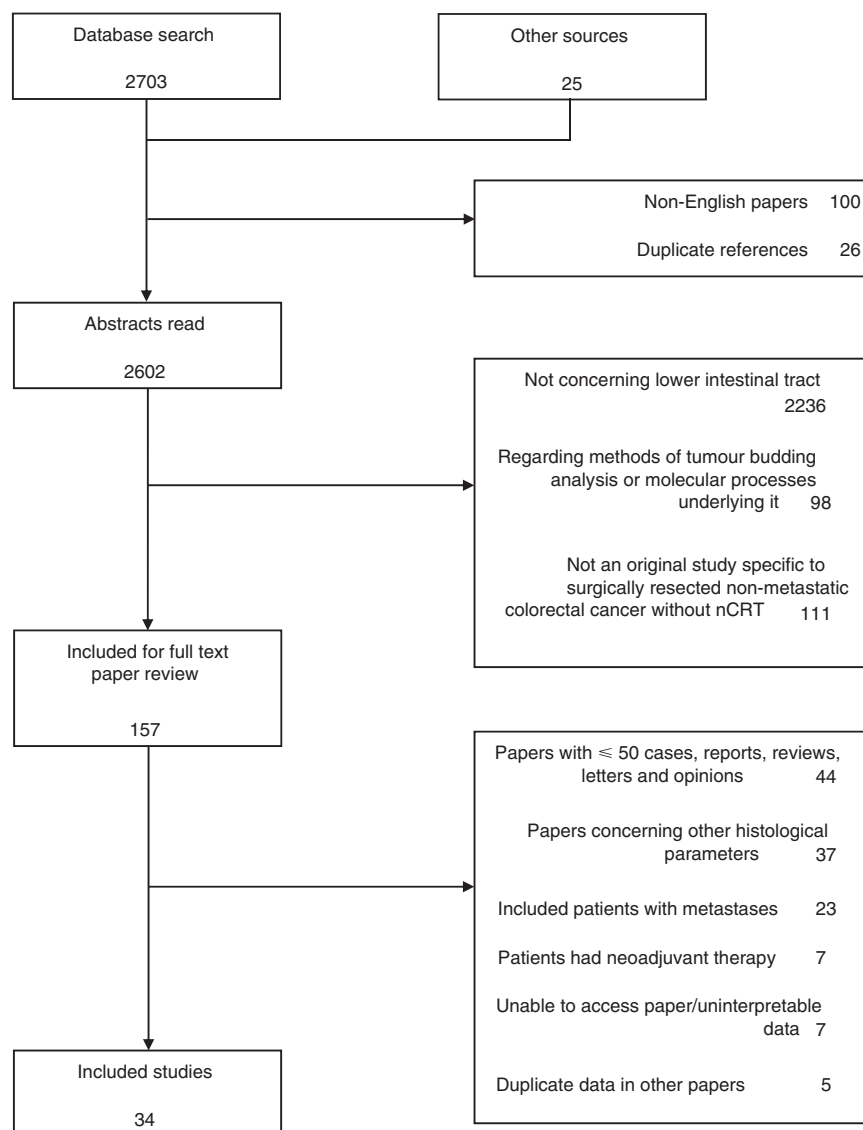 Database search
2703
Other sources
25
Non-English papers 100
Duplicate references 26
Abstracts read
2602
Not concerning lower intestinal tract
2236
Regarding methods of tumour budding
analysis or molecular processes
underlying it 98
Not an original study specific to
surgically resected non-metastatic
colorectal cancer without nCRT 111
Included for full text
paper review
157
Papers with ⩽ 50 cases, reports, reviews,
letters and opinions 44
Papers concerning other histological
parameters 37
Included patients with metastases 23
Patients had neoadjuvant therapy 7
Unable to access paper/uninterpretable
data 7
Duplicate data in other papers 5
Included studies
34